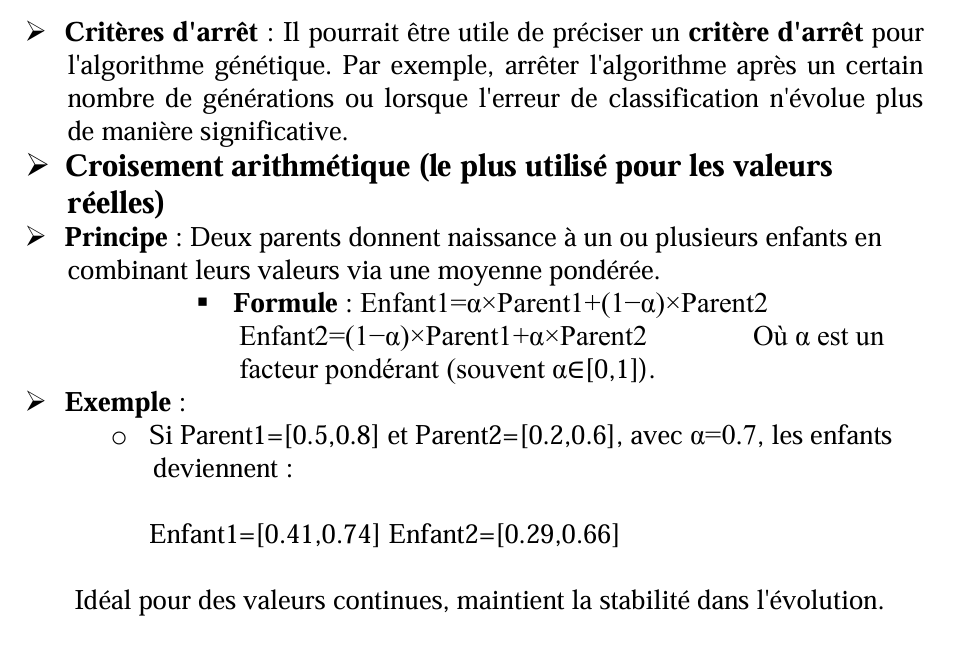 ➢ Critères d'arrêt : Il pourrait être utile de préciser un critère d'arrêt pour
l'algorithme génétique. Par exemple, arrêter l'algorithme après un certain
nombre de générations ou lorsque l'erreur de classification n'évolue plus
de manière significative.
➢ Croisement arithmétique (le plus utilisé pour les valeurs
réelles)
➢ Principe : Deux parents donnent naissance à un ou plusieurs enfants en
combinant leurs valeurs via une moyenne pondérée.
▪ Formule : Enfant1=α×Parent1+(1−α)×Parent2
Enfant2=(1−α)×Parent1+α×Parent2 Où α est un
facteur pondérant (souvent α∈[0,1]).
➢ Exemple :
o Si Parent1=[0.5,0.8] et Parent2=[0.2,0.6], avec α=0.7, les enfants
deviennent :
Enfant1=[0.41,0.74] Enfant2=[0.29,0.66]
Idéal pour des valeurs continues, maintient la stabilité dans l'évolution.